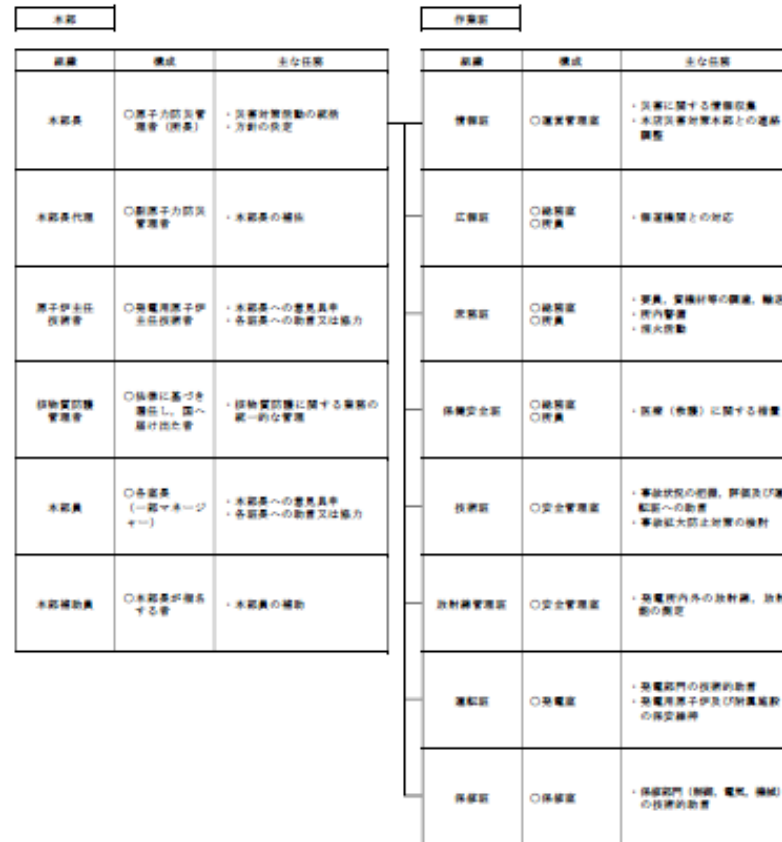 本部
組織 構成 主な任務
本部長
○原子力防災管
理者（所長）
・災害対策活動の統括
・方針の決定
本部長代理
○副原子力防災
管理者
・本部長の補佐
原子炉主任
技術者
○発電用原子炉
主任技術者
・本部長への意見具申
・各班長への助言又は協力
核物質防護
管理者
○法律に基づき
選任し，国へ
届け出た者
・核物質防護に関する業務の
統一的な管理
本部員
○各室長
（一部マネージ
ャー）
・本部長への意見具申
・各班長への助言又は協力
本部補助員
○本部長が指名
する者
・本部員の補助
作業班
組織 構成 主な任務
情報班
○運営管理室
・災害に関する情報収集
・本店災害対策本部との連絡
調整
広報班
○総務室
○所員
・報道機関との対応
庶務班
○総務室
○所員
・要員，資機材等の調達，輸送
・所内警備
・消火活動
保健安全班
○総務室
○所員
・医療（救護）に関する措置
技術班
○安全管理室
・事故状況の把握，評価及び運
転班への助言
・事故拡大防止対策の検討
放射線管理班
○安全管理室
・発電所内外の放射線，放射
能の測定
運転班
○発電室
・発電部門の技術的助言
・発電用原子炉及び附属施設
の保安維持
保修班
○保修室
・保修部門（制御，電気，機械）
の技術的助言